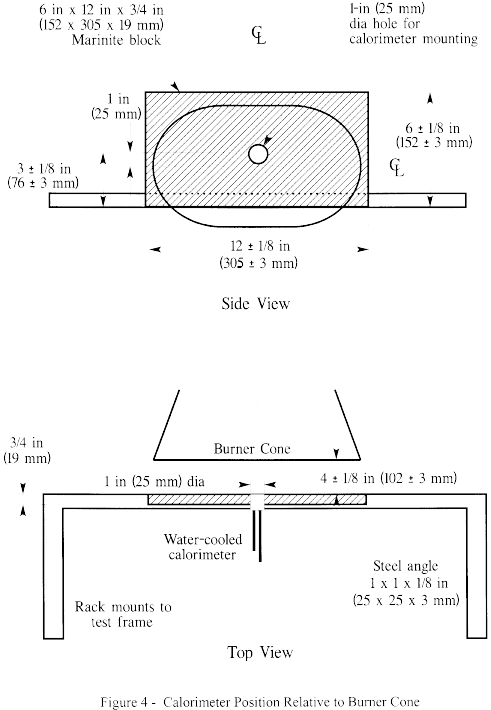 6 in x 12 in x 3/4 in
(152 x 305 x 19 mm)
Marinite block
℄
1-in (25 mm)
dia hole for
calorimeter mounting
1 in
(25 mm)
6 ± 1/8 in
(152 ± 3 mm)
℄
3 ± 1/8 in
(76 ± 3 mm)
12 ± 1/8 in
(305 ± 3 mm)
Side View
Burner Cone
3/4 in
(19 mm)
1 in (25 mm) dia
4 ± 1/8 in (102 ± 3 mm)
Water-cooled
calorimeter
Steel angle
1 x 1 x 1/8 in
(25 x 25 x 3 mm)
Rack mounts to
test frame
Top View
Figure 4 - Calorimeter Position Relative to Burner Cone